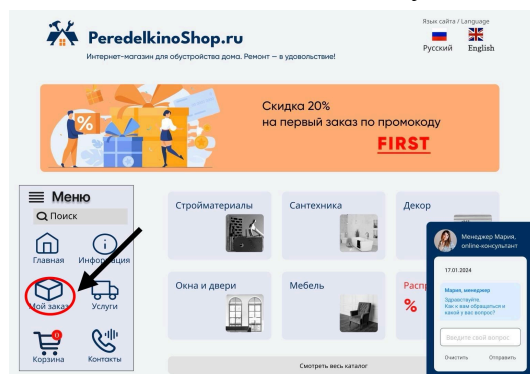 Язык сайта / Language
PeredelkinoShop.ru
Русский English
Интернет-магазин для обустройства дома. Ремонт – в удовольствие!
Скидка 20%
на первый заказ по промокоду
FIRST
%
Меню
Поиск
Главная Информация
Мой заказ Услуги
0
Корзина Контакты
Стройматериалы Сантехника Декор
Окна и двери Мебель
%
Смотреть весь каталог
Менеджер Мария,
online-консультант
17.01.2024
Мария, менеджер
Здравствуйте.
Как к вам обращаться и
какой у вас вопрос?
Введите свой вопрос
Очистить Отправить